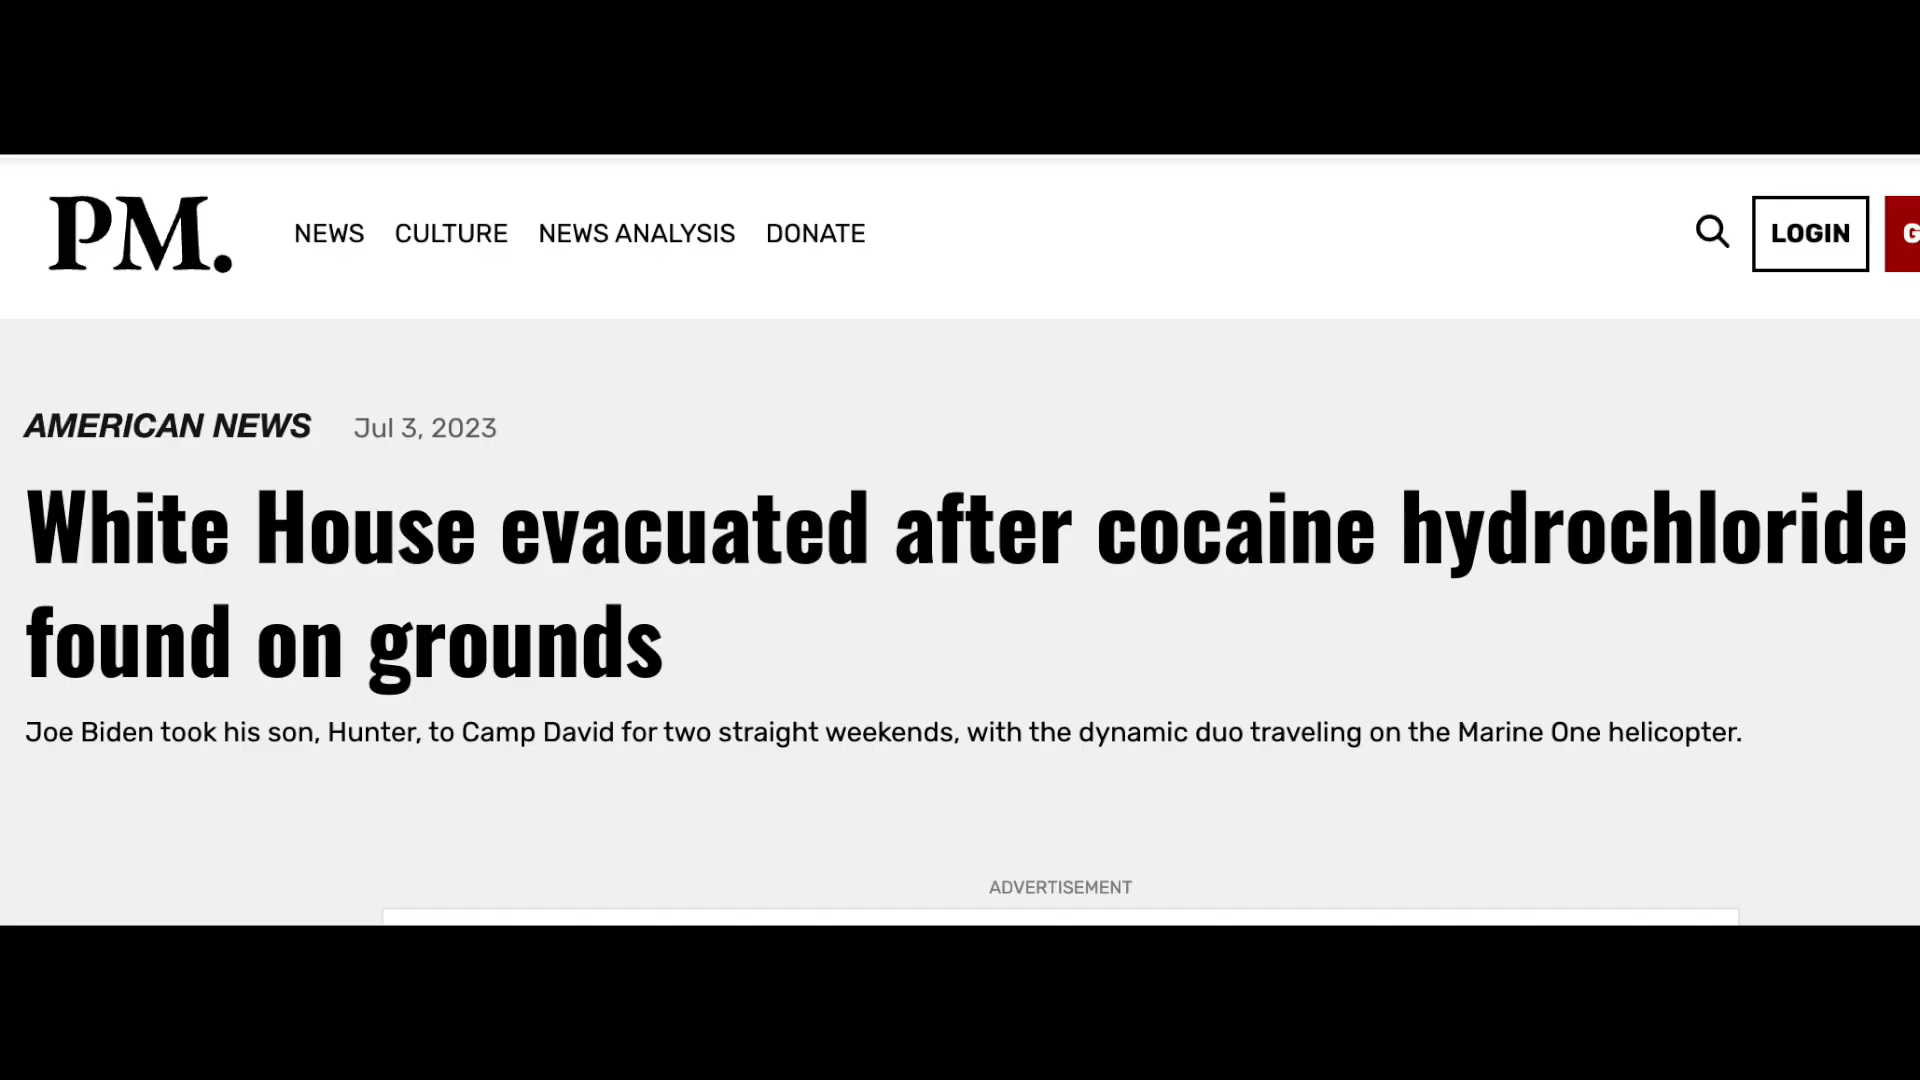 PM.
NEWS CULTURE NEWS ANALYSIS DONATE
LOGIN
AMERICAN NEWS Jul 3, 2023
White House evacuated after cocaine hydrochloride
found on grounds
Joe Biden took his son, Hunter, to Camp David for two straight weekends, with the dynamic duo traveling on the Marine One helicopter.
ADVERTISEMENT